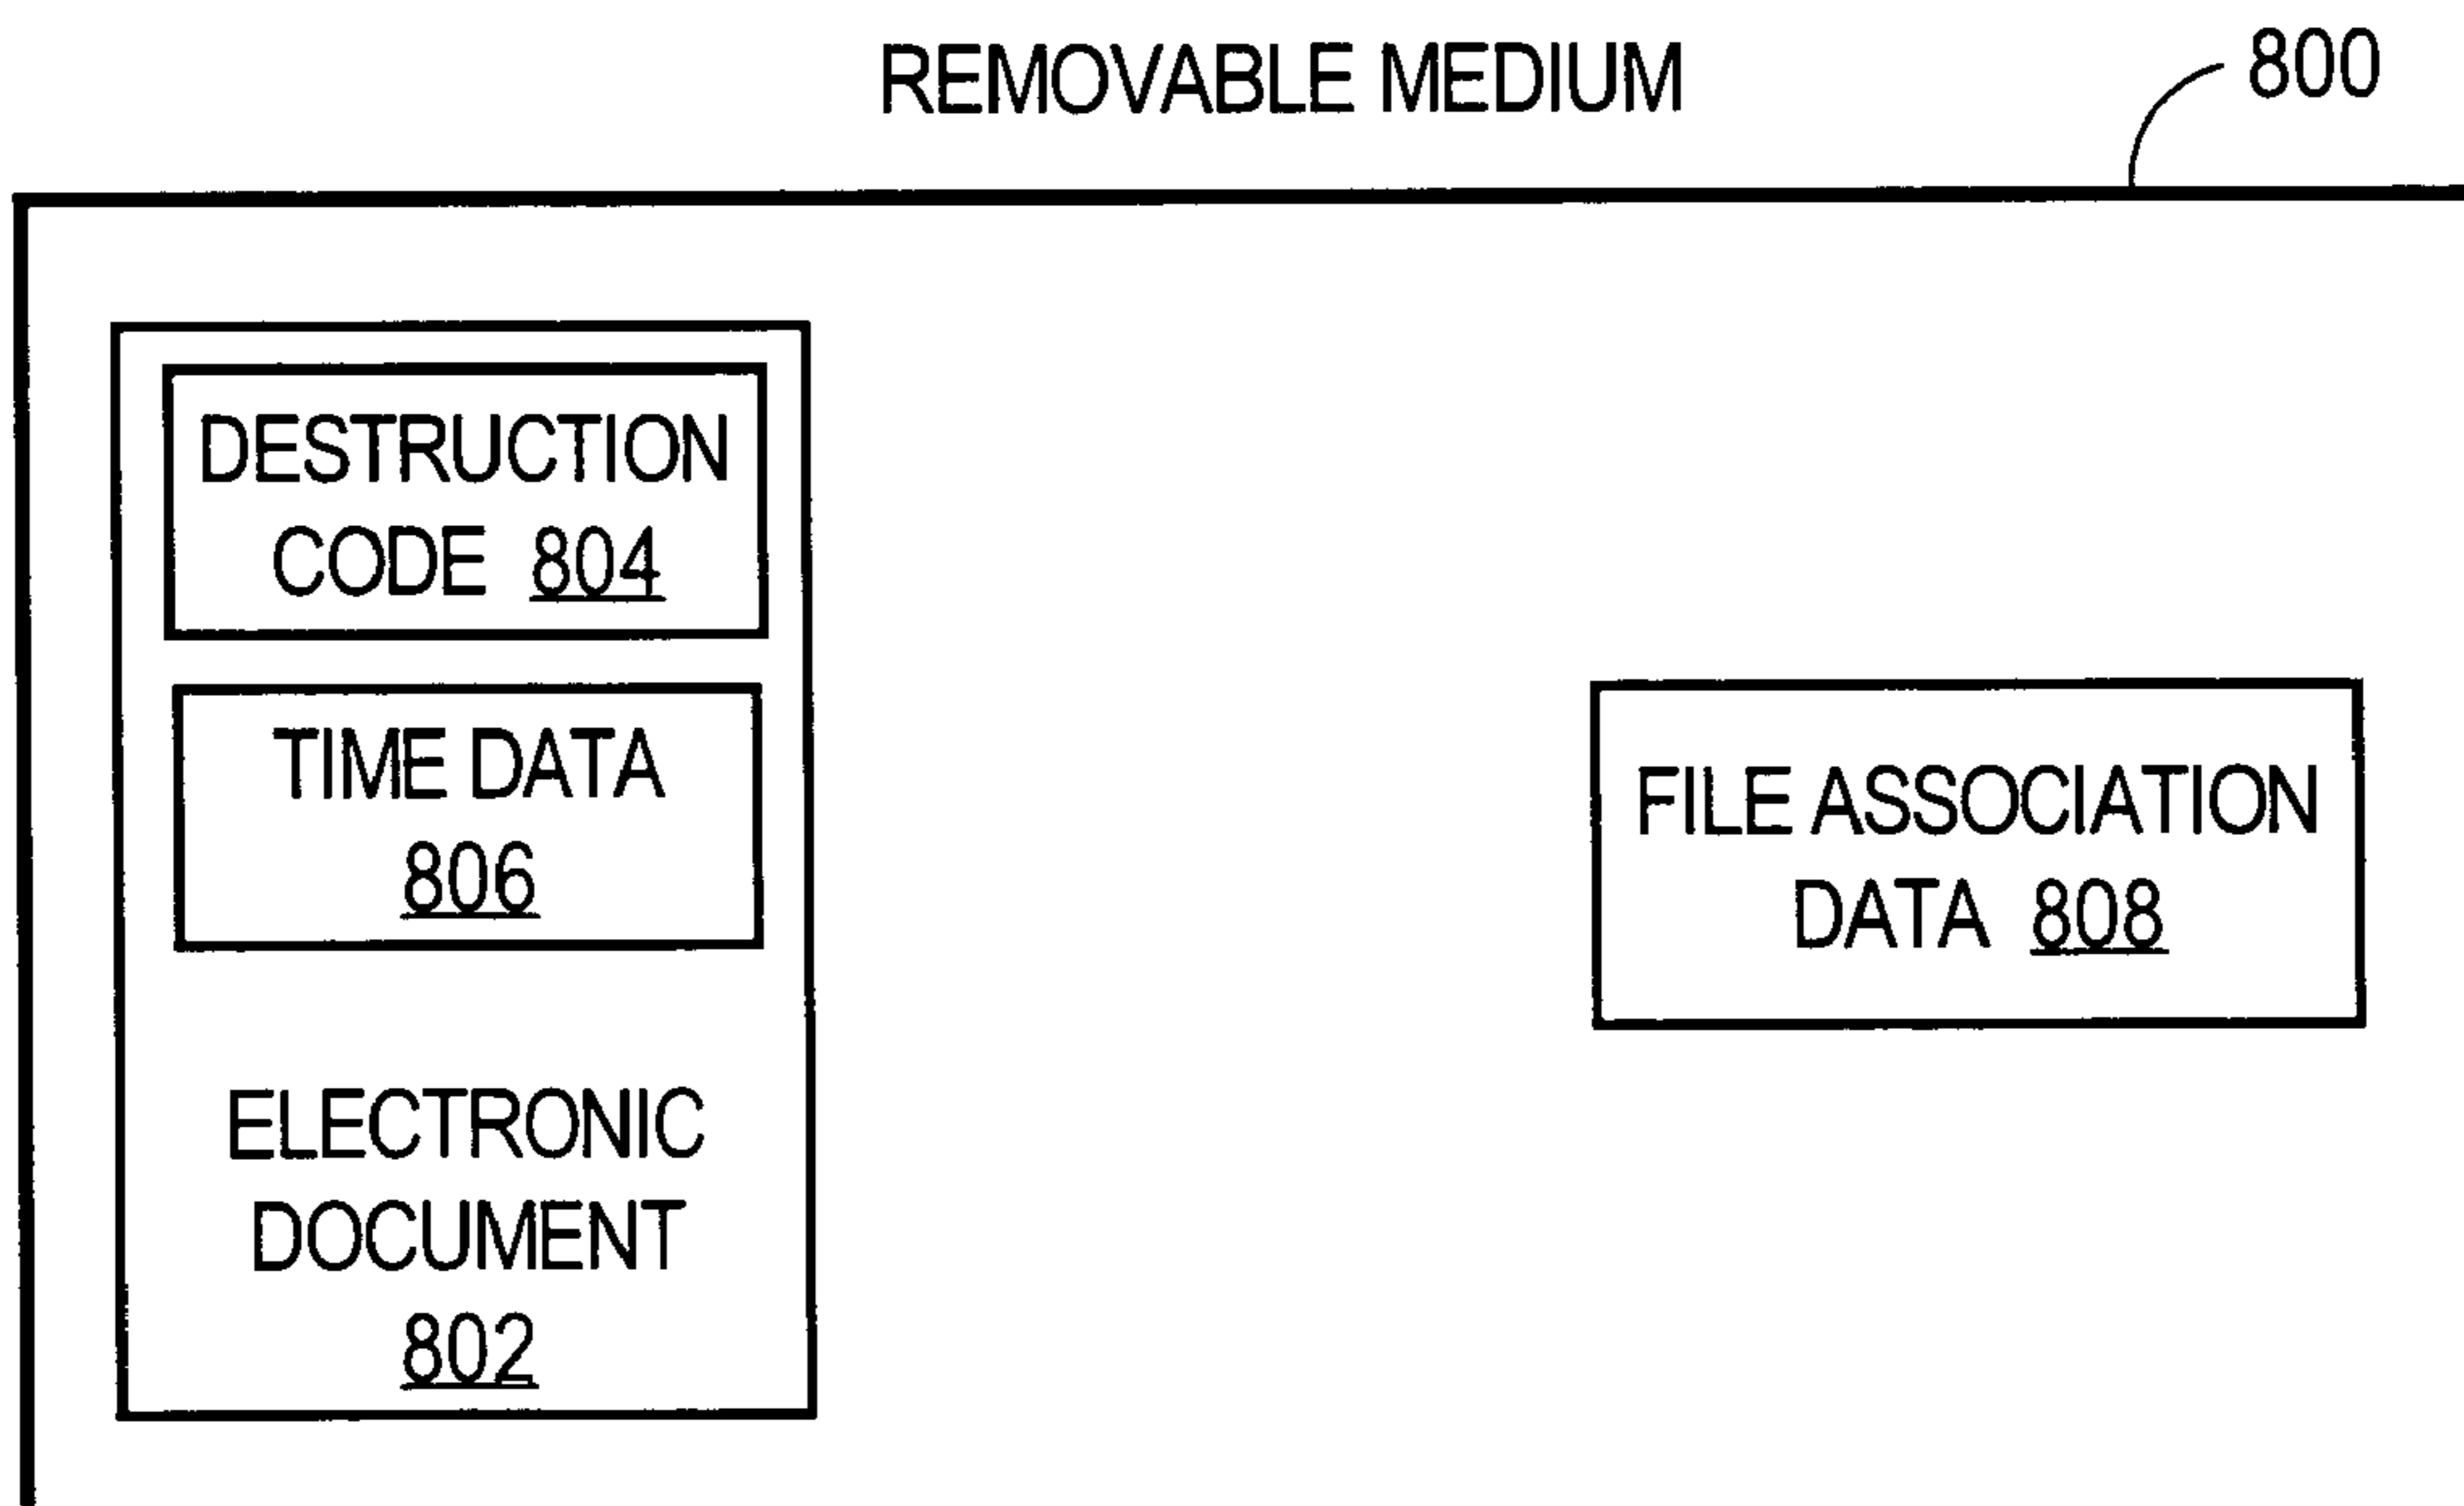 REMOVABLE MEDIUM
800
DESTRUCTION
CODE 804
TIME DATA
806
ELECTRONIC
DOCUMENT
802
FILE ASSOCIATION
DATA 808